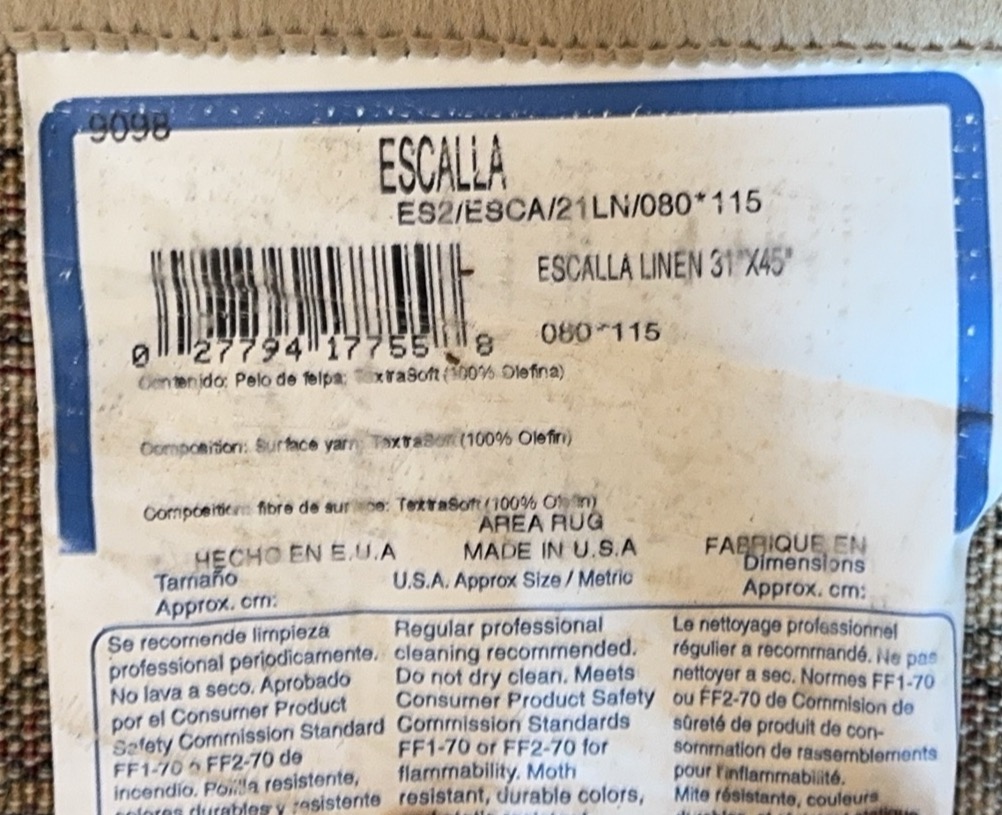 9098
ESCALLA
ES2/ESCA/21LN/080*115
ESCALLA LINEN 31"X45"
080*115
0 27794 17755 8
Contenido: Pelo de felpa: TextraSoft (100% Olefina)
Composition: Surface yarn: TextraSoft (100% Olefin)
Composition: fibre de surface: TextraSoft (100% Olefin)
AREA RUG
HECHO EN E.U.A
MADE IN U.S.A
FABRIQUE EN
Tamaño
Approx. cm:
U.S.A. Approx Size / Metric
Dimensions
Approx. cm:
Se recomende limpieza
professional periodicamente.
No lava a seco. Aprobado
por el Consumer Product
Safety Commission Standard
FF1-70 ó FF2-70 de
incendio. Polilla resistente,
colores durables y resistente
Regular professional
cleaning recommended.
Do not dry clean. Meets
Consumer Product Safety
Commission Standards
FF1-70 or FF2-70 for
flammability. Moth
resistant, durable colors,
Le nettoyage professionnel
régulier a recommandé. Ne pas
nettoyer a sec. Normes FF1-70
ou FF2-70 de Commision de
sûreté de produit de con-
sommation de rassemblements
pour l'inflammabilité.
Mite résistante, couleurs